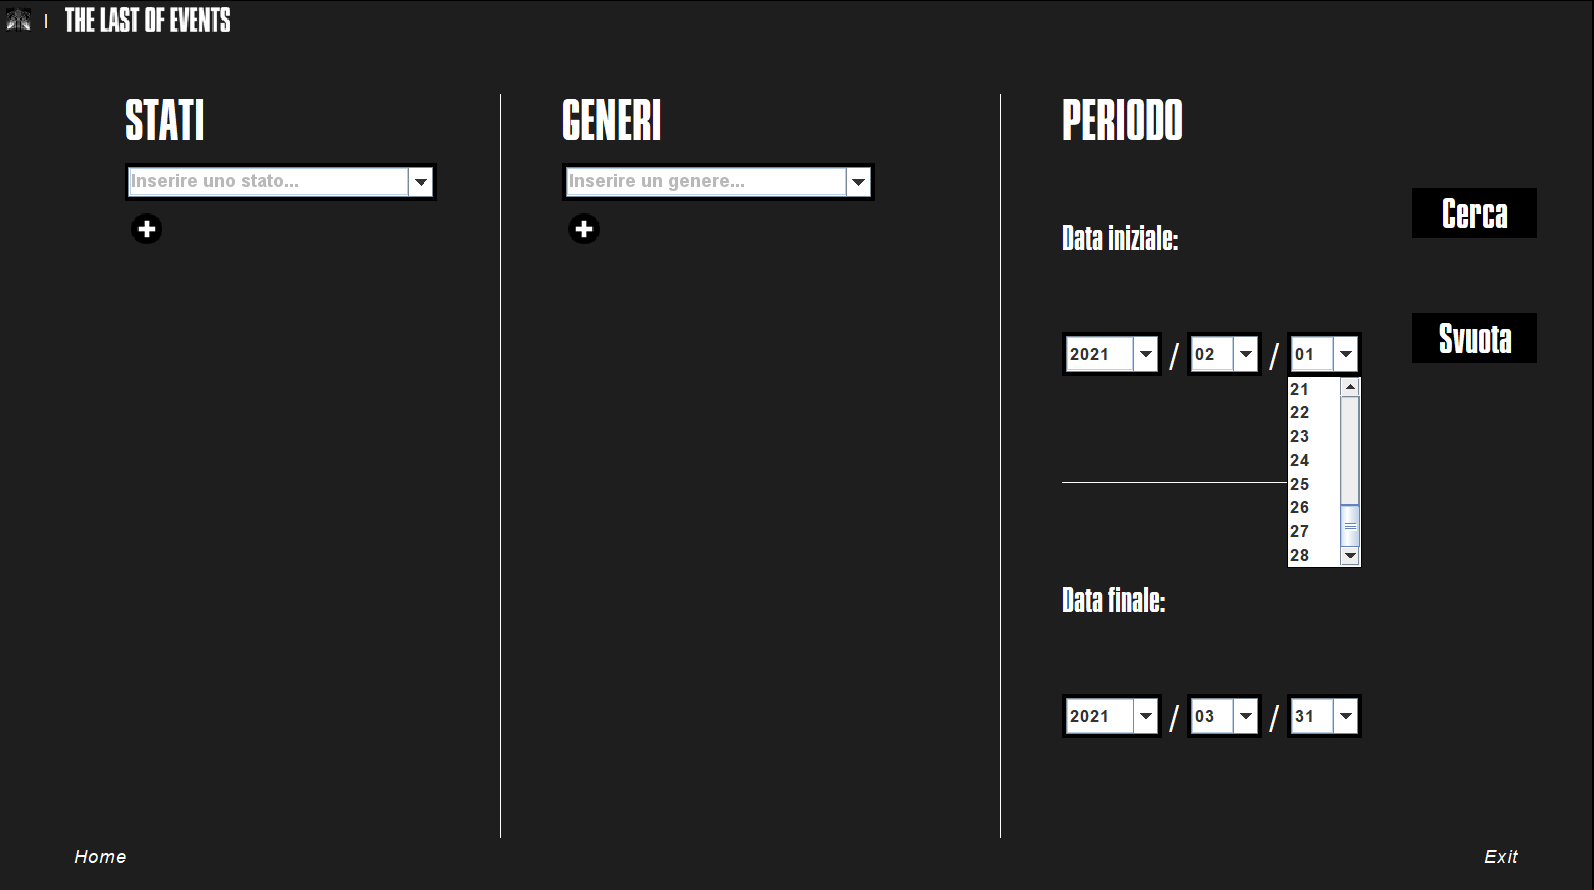 THE LAST OF EVENTS
STATI
Inserire uno stato...
GENERI
Inserire un genere...
PERIODO
Data iniziale:
2021 / 02 / 01
21
22
23
24
25
26
27
28
Data finale:
2021 / 03 / 31
Cerca
Svuota
Home
Exit